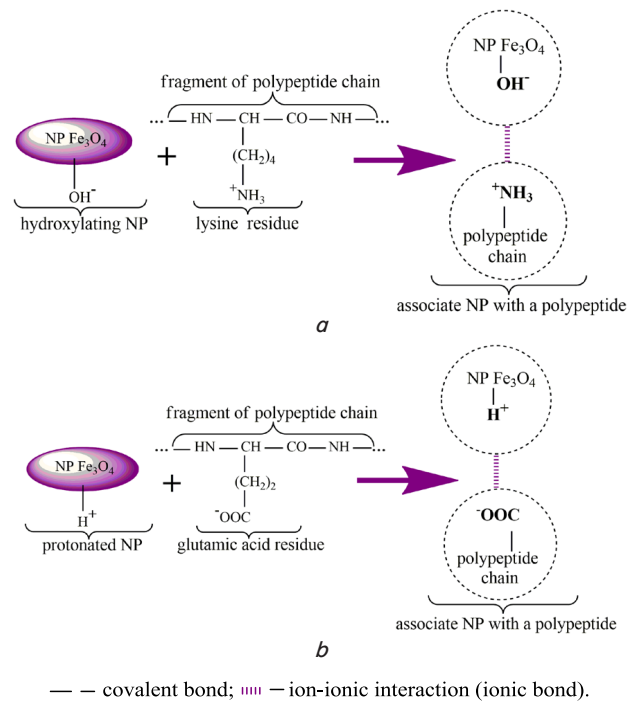 NP Fe₃O₄
OH⁻
fragment of polypeptide chain
... — HN — CH — CO — NH — ...
NP Fe₃O₄
+
(CH₂)₄
OH⁻
⁺NH₃
⁺NH₃
hydroxylating NP
lysine residue
polypeptide
chain
associate NP with a polypeptide
a
NP Fe₃O₄
H⁺
fragment of polypeptide chain
... — HN — CH — CO — NH — ...
NP Fe₃O₄
+
(CH₂)₂
H⁺
⁻OOC
⁻OOC
protonated NP
glutamic acid residue
polypeptide
chain
associate NP with a polypeptide
b
— – covalent bond; – ion-ionic interaction (ionic bond).